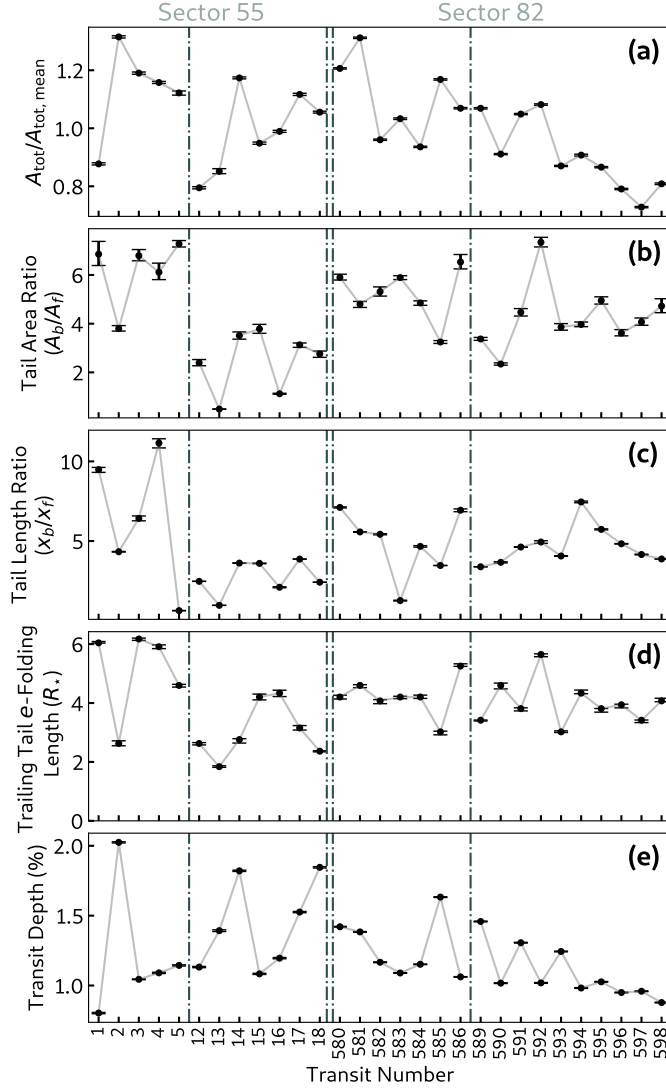 Sector 55 Sector 82
(a)
A_tot/A_tot, mean
1.2
1.0
0.8
(b)
Tail Area Ratio
(A_b/A_f)
6
4
2
(c)
Tail Length Ratio
(x_b/x_f)
10
5
(d)
Trailing Tail e-Folding
Length (R⋆)
6
4
2
0
(e)
Transit Depth (%)
2.0
1.5
1.0
1 2 3 4 5 12 13 14 15 16 17 18 580 581 582 583 584 585 586 589 590 591 592 593 594 595 596 597 598
Transit Number